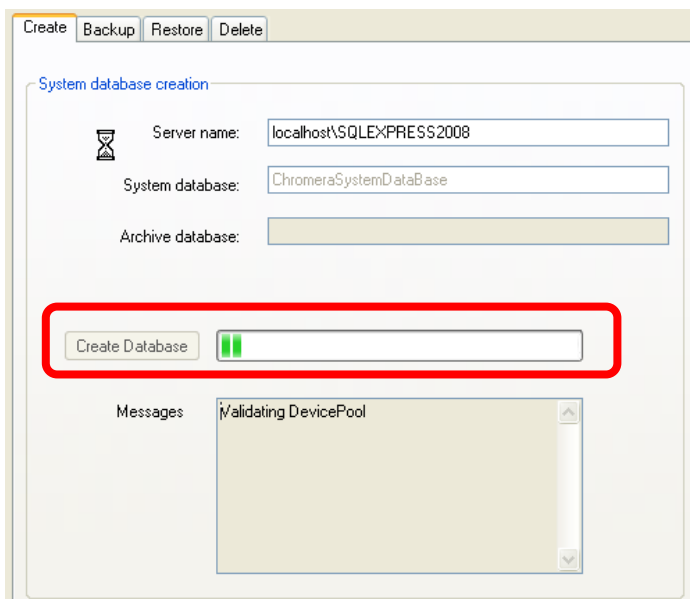 Create Backup Restore Delete
System database creation
Server name: localhost\SQLEXPRESS2008
System database: ChromeraSystemDataBase
Archive database:
Create Database
Messages Validating DevicePool